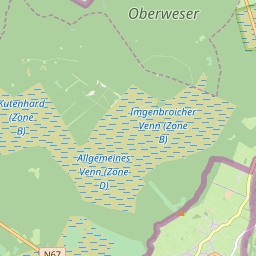 Oberweser
Kutenhard
(Zone
B)
Imgenbroicher
Venn (Zone
B)
Allgemeines
Venn (Zone
D)
N67